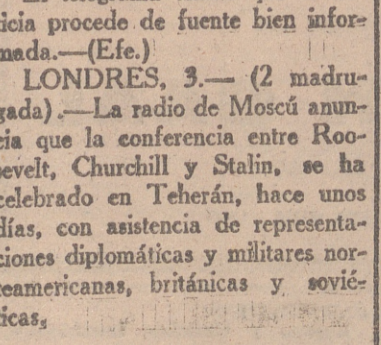 icia procede de fuente bien infor-
mada.—(Efe.)
LONDRES, 3.— (2 madru-
gada).—La radio de Moscú anun-
cia que la conferencia entre Roo-
sevelt, Churchill y Stalin, se ha
celebrado en Teherán, hace unos
días, con asistencia de representa-
ciones diplomáticas y militares nor-
teamericanas, británicas y sovié-
ticas,